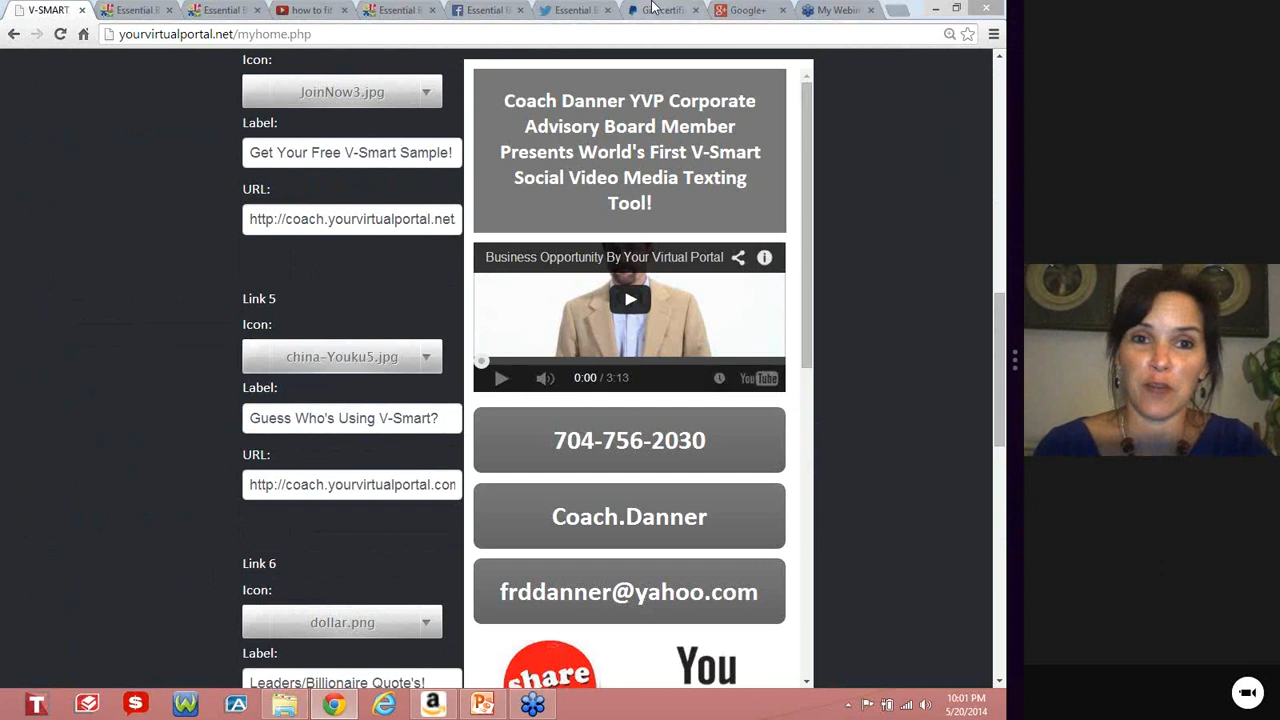 V-SMART
Essential B
Essential B
how to fi
Essential B
Essential B
Essential B
Gi certifi
Google+
My Webin
yourvirtualportal.net/myhome.php
Icon:
JoinNow3.jpg
Label:
Get Your Free V-Smart Sample!
URL:
http://coach.yourvirtualportal.net
Link 5
Icon:
china-Youku5.jpg
Label:
Guess Who's Using V-Smart?
URL:
http://coach.yourvirtualportal.com
Link 6
Icon:
dollar.png
Label:
Leaders/Billionaire Quote's!
Coach Danner YVP Corporate
Advisory Board Member
Presents World's First V-Smart
Social Video Media Texting
Tool!
Business Opportunity By Your Virtual Portal
0:00 / 3:13
YouTube
704-756-2030
Coach.Danner
frddanner@yahoo.com
share
You
10:01 PM
5/20/2014